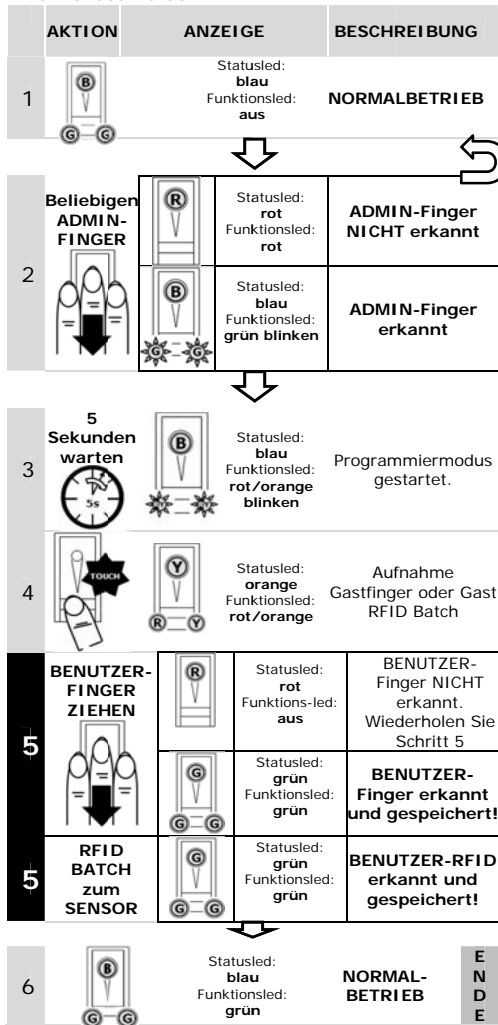 AKTION ANZEIGE BESCHREIBUNG
1
B
G G
Statusled:
blau
Funktionsled:
aus
NORMALBETRIEB
2
Beliebigen
ADMIN-
FINGER
R
Statusled:
rot
Funktionsled:
rot
ADMIN-Finger
NICHT erkannt
B
G G
Statusled:
blau
Funktionsled:
grün blinken
ADMIN-Finger
erkannt
3
5
Sekunden
warten
5s
B
Statusled:
blau
Funktionsled:
rot/orange
blinken
Programmiermodus
gestartet.
4
TOUCH
Y
R Y
Statusled:
orange
Funktionsled:
rot/orange
Aufnahme
Gastfinger oder Gast
RFID Batch
5
BENUTZER-
FINGER
ZIEHEN
R
Statusled:
rot
Funktions-led:
aus
BENUTZER-
Finger NICHT
erkannt.
Wiederholen Sie
Schritt 5
G
G G
Statusled:
grün
Funktionsled:
grün
BENUTZER-
Finger erkannt
und gespeichert!
5
RFID
BATCH
zum
SENSOR
G
G G
Statusled:
grün
Funktionsled:
grün
BENUTZER-RFID
erkannt und
gespeichert!
6
B
G G
Statusled:
blau
Funktionsled:
grün
NORMAL-
BETRIEB
E
N
D
E